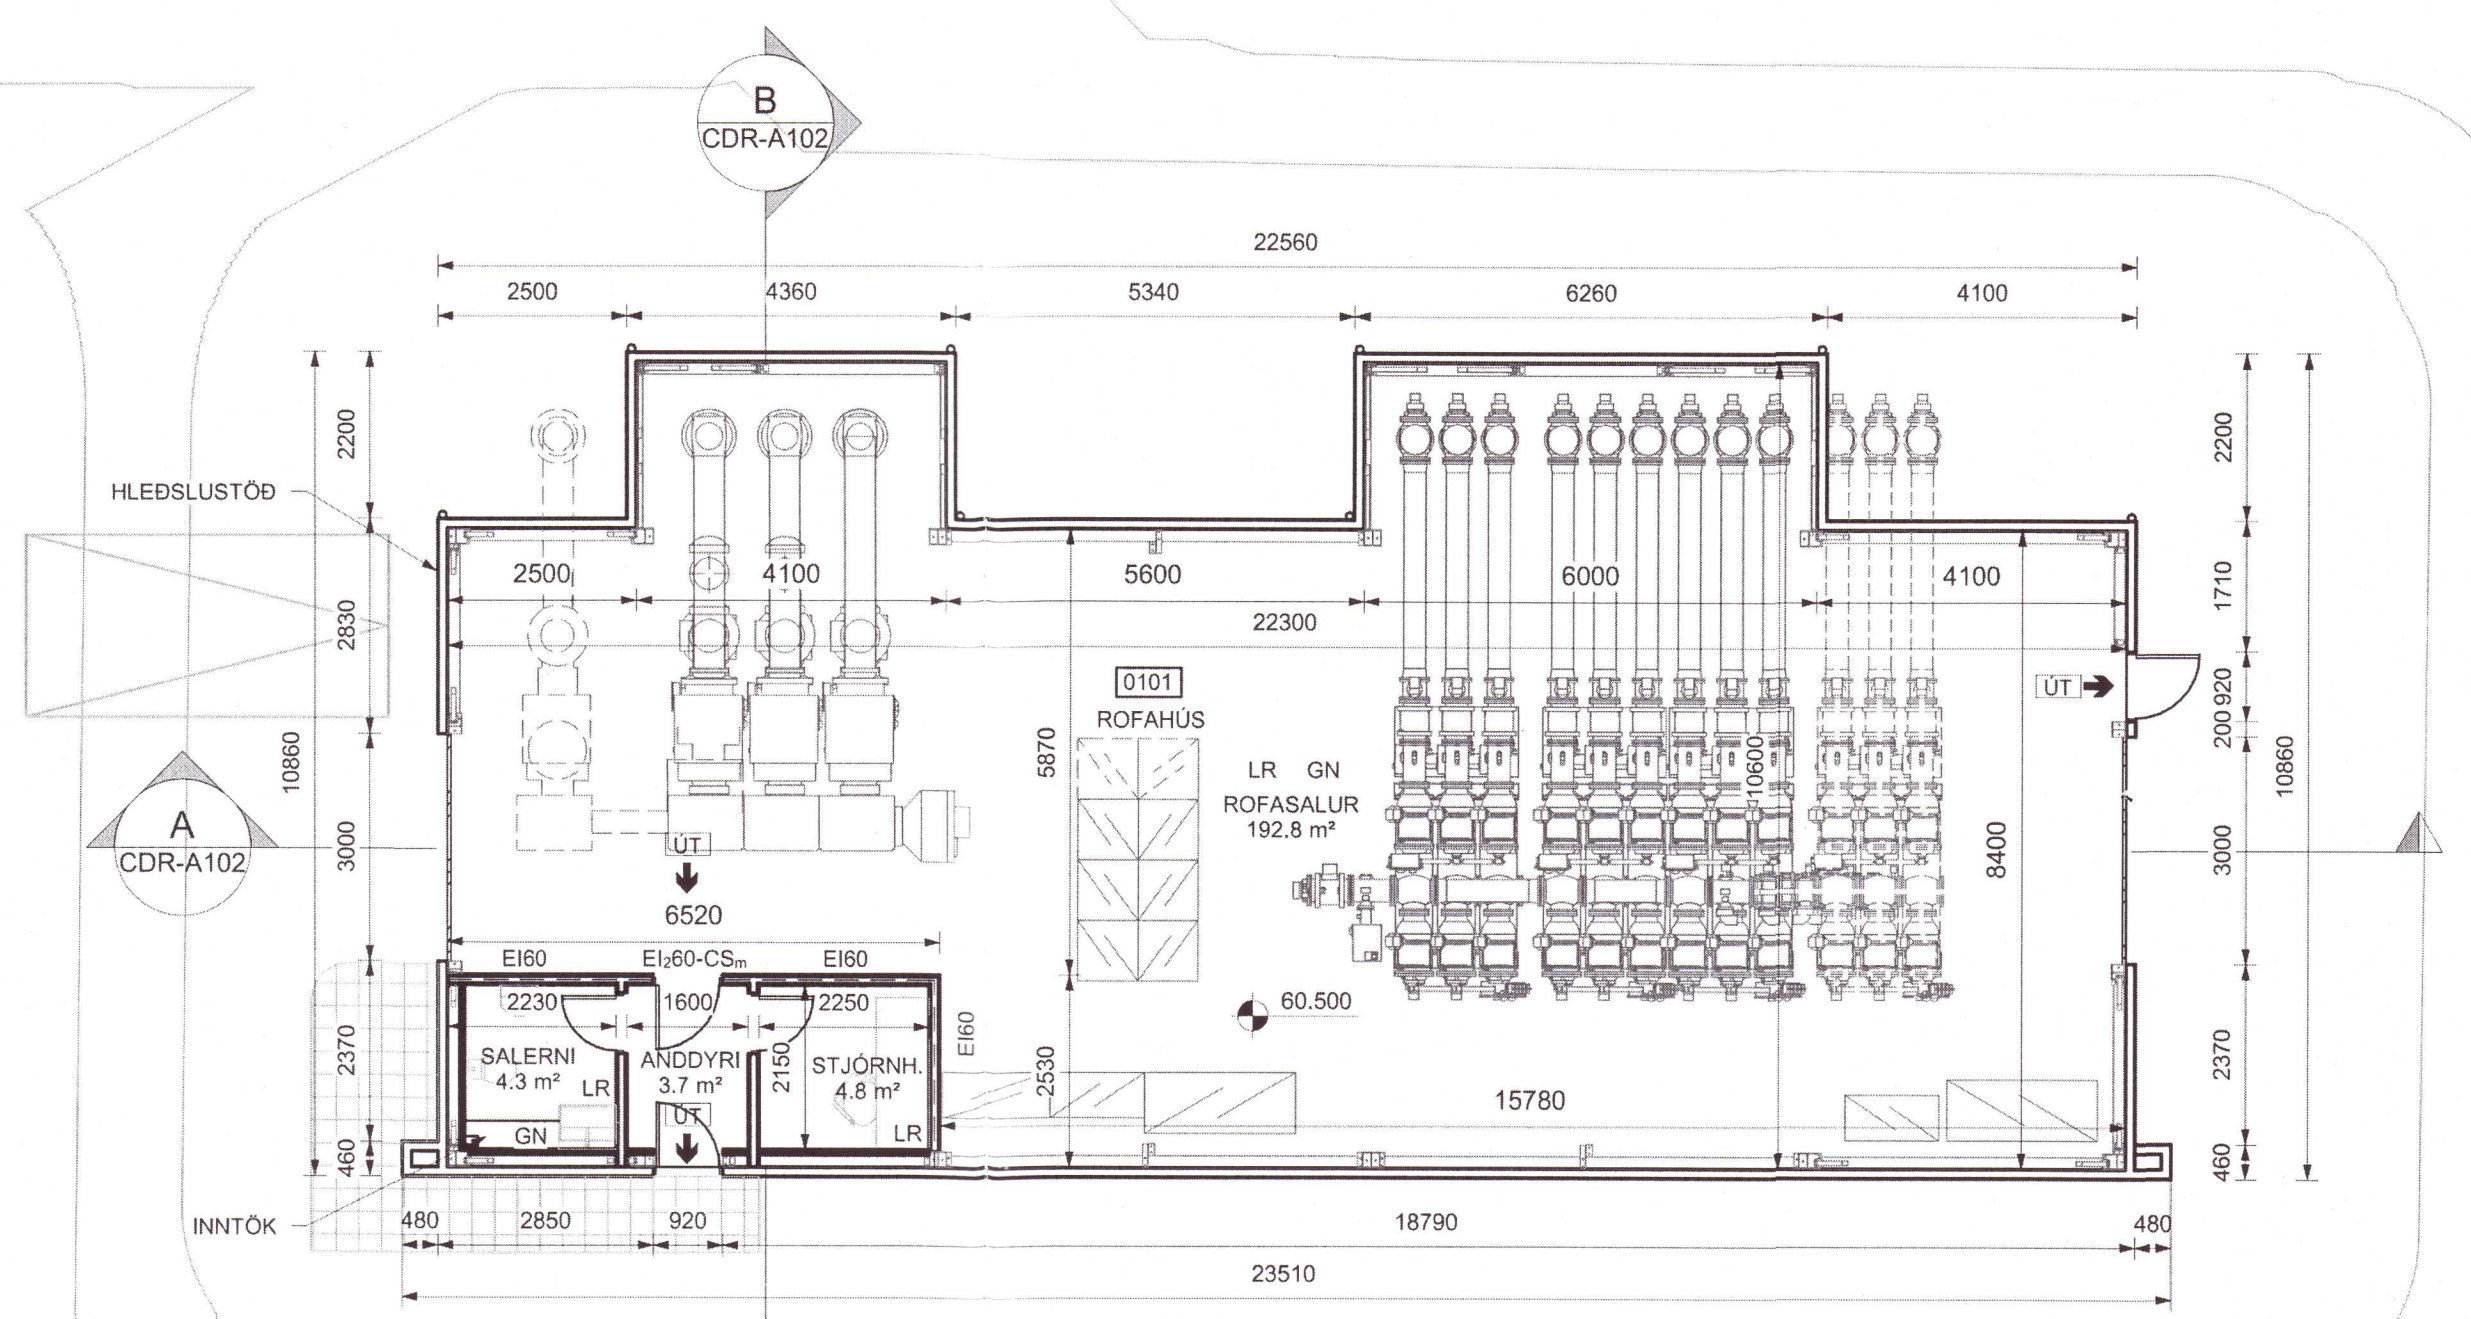 B
CDR-A102
22560
2500
4360
5340
6260
4100
2200
2200
HLEÐSLUSTÖÐ
2500
4100
5600
6000
4100
1710
2830
22300
0101
ROFAHÚS
ÚT
920
200
10860
5870
LR GN
ROFASALUR
192.8 m²
10600
10860
A
CDR-A102
3000
ÚT
8400
3000
6520
EI60
EI₂60-CSₘ
EI60
2230
1600
2250
60.500
EI60
2370
SALERNI
4.3 m²
LR
ANDDYRI
3.7 m²
2150
STJÓRNH.
4.8 m²
2530
2370
15780
ÚT
GN
LR
460
460
INNTÖK
480
2850
920
18790
480
23510